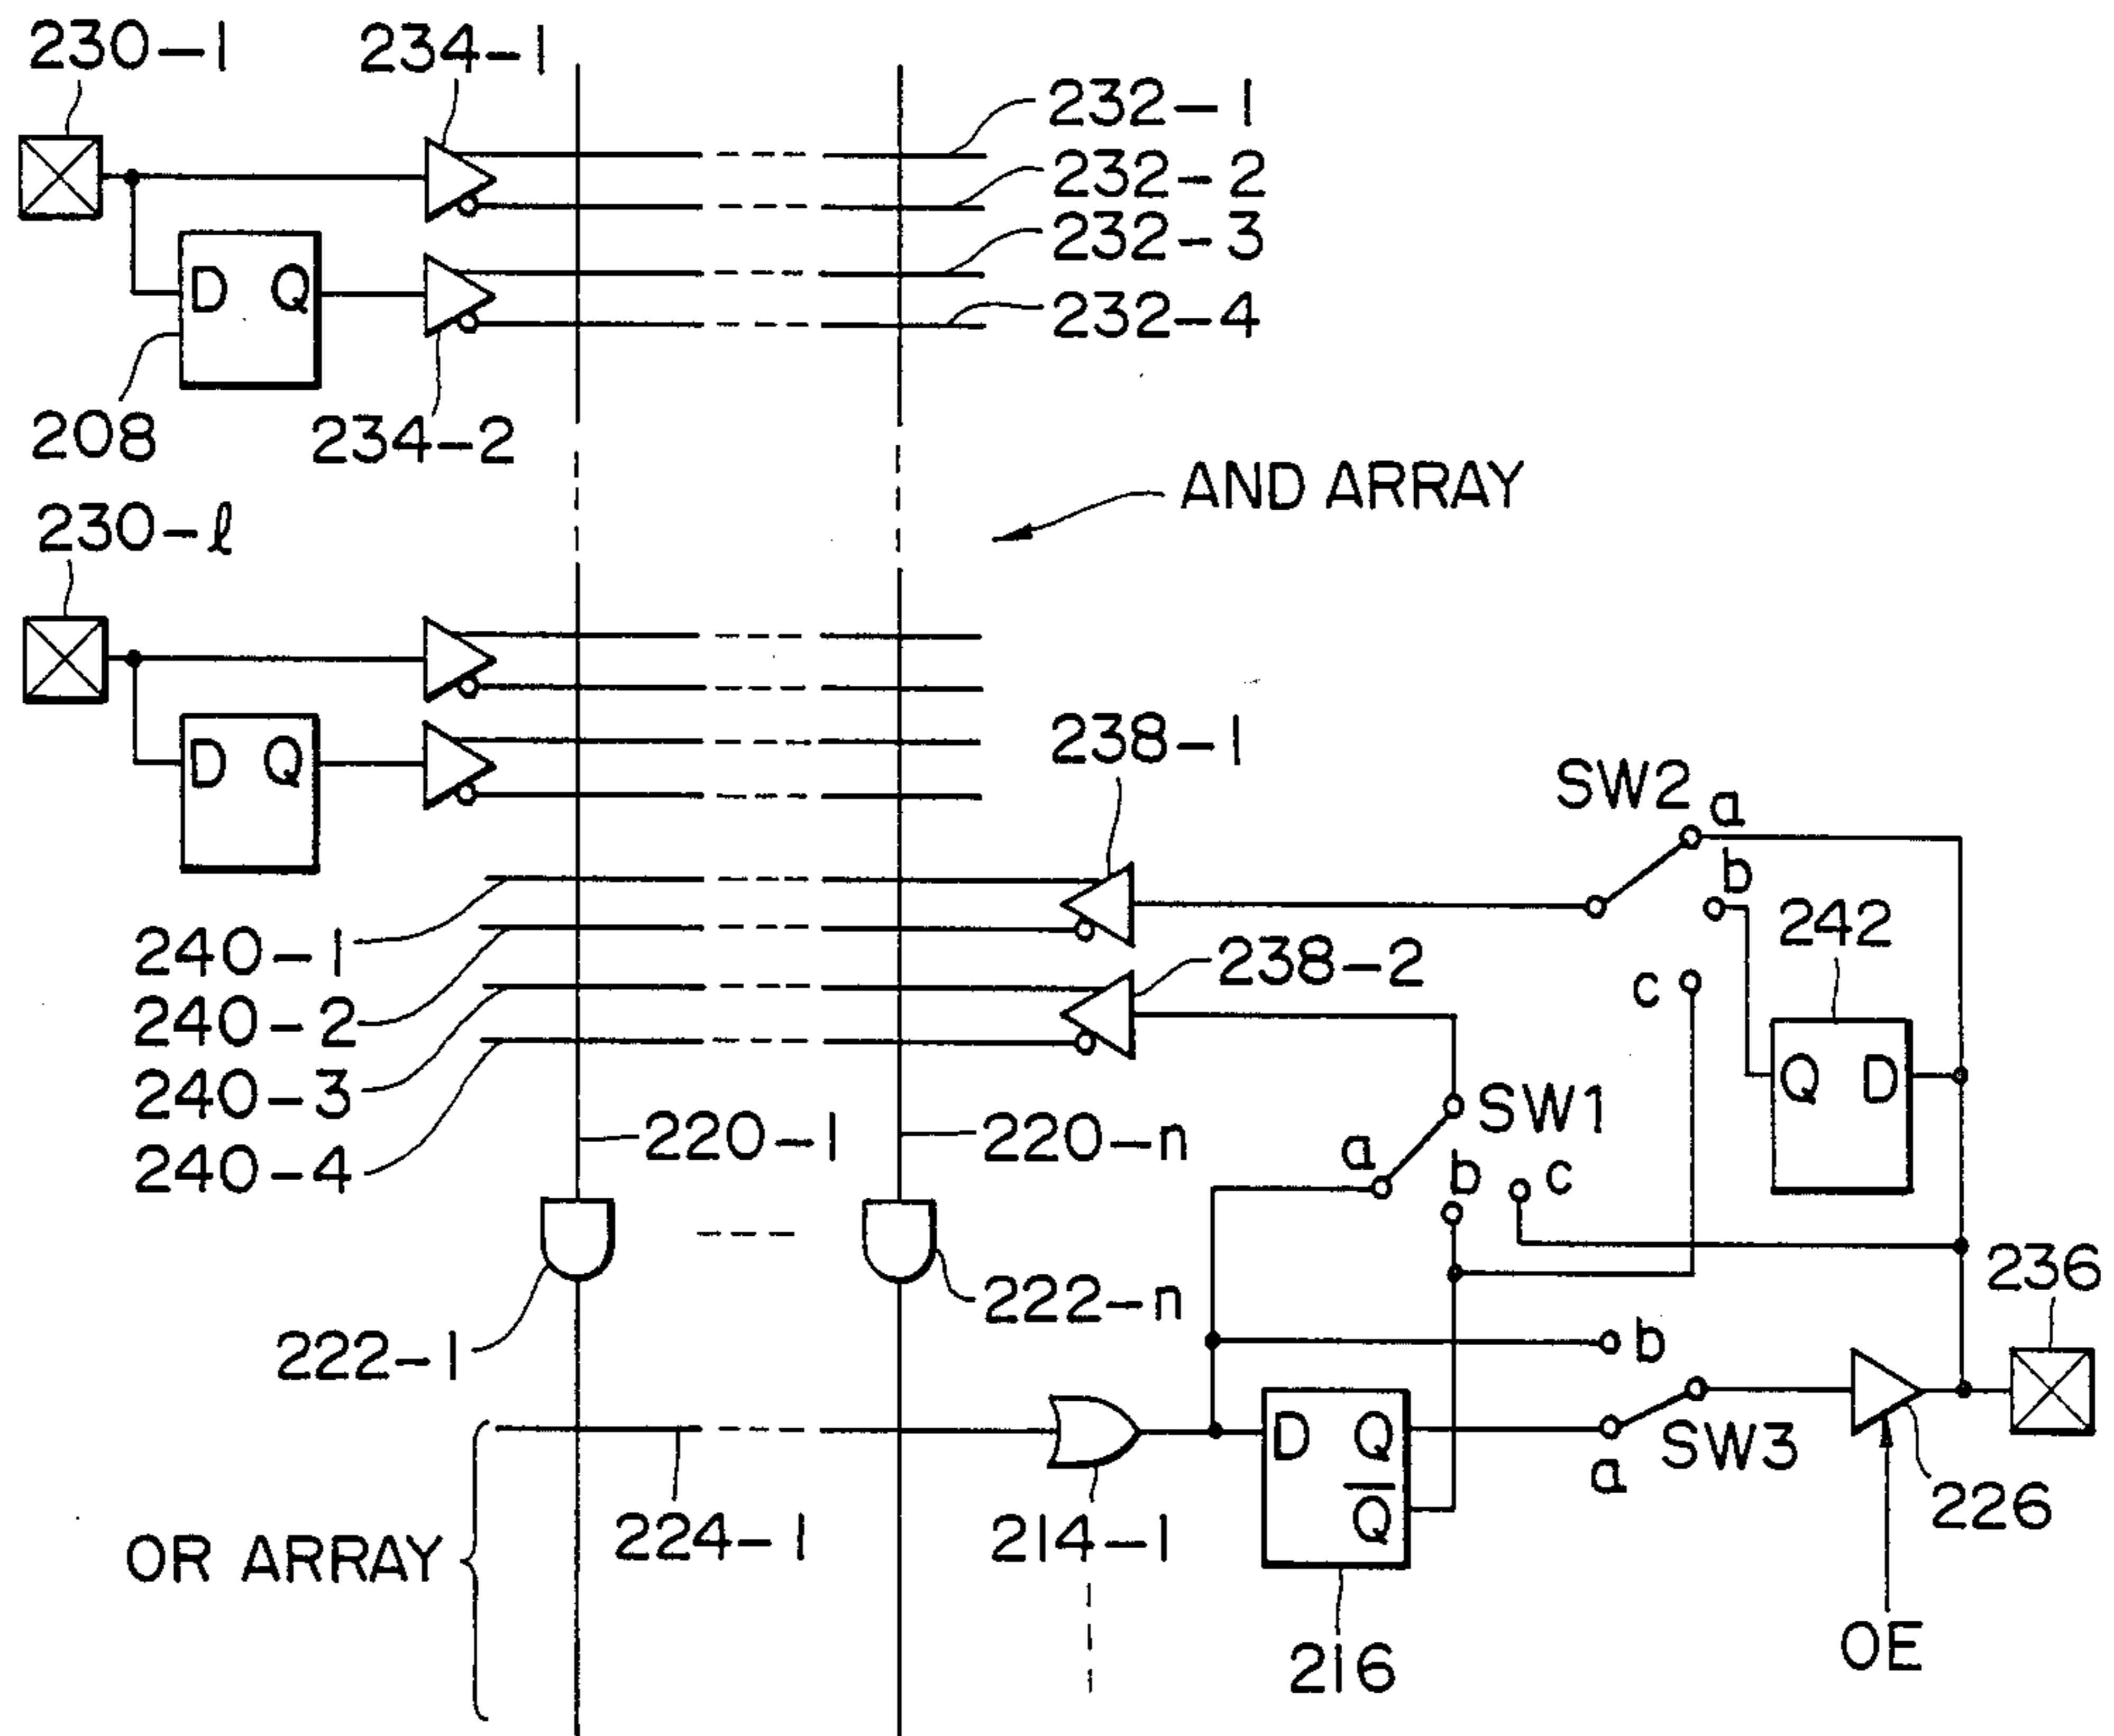 230-1
234-1
232-1
232-2
232-3
232-4
D Q
208
234-2
AND ARRAY
230-ℓ
D Q
238-1
SW2
a
b
c
242
Q D
240-1
240-2
240-3
240-4
238-2
220-1
220-n
SW1
a
b
c
222-1
222-n
236
b
a
SW3
D Q
Q̅
226
OE
224-1
214-1
216
OR ARRAY